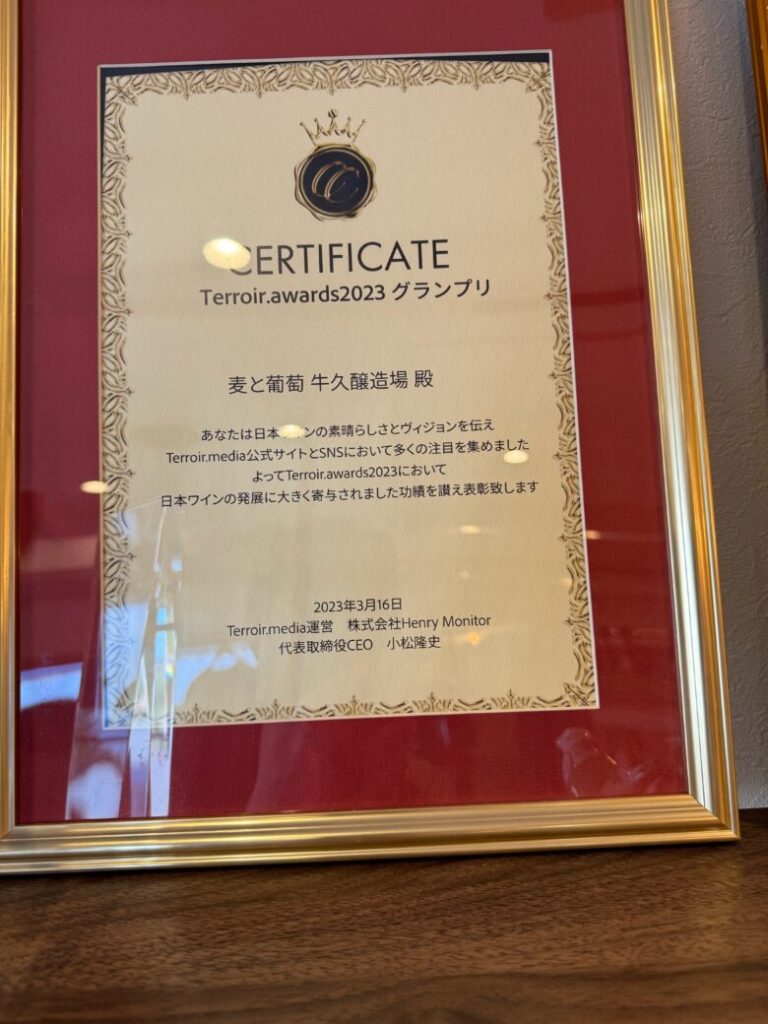 CERTIFICATE
Terroir.awards2023 グランプリ
麦と葡萄 牛久醸造場 殿
あなたは日本ワインの素晴らしさとヴィジョンを伝え
Terroir.media公式サイトとSNSにおいて多くの注目を集めました
よってTerroir.awards2023において
日本ワインの発展に大きく寄与されました功績を讃え表彰致します
2023年3月16日
Terroir.media運営 株式会社Henry Monitor
代表取締役CEO 小松隆史